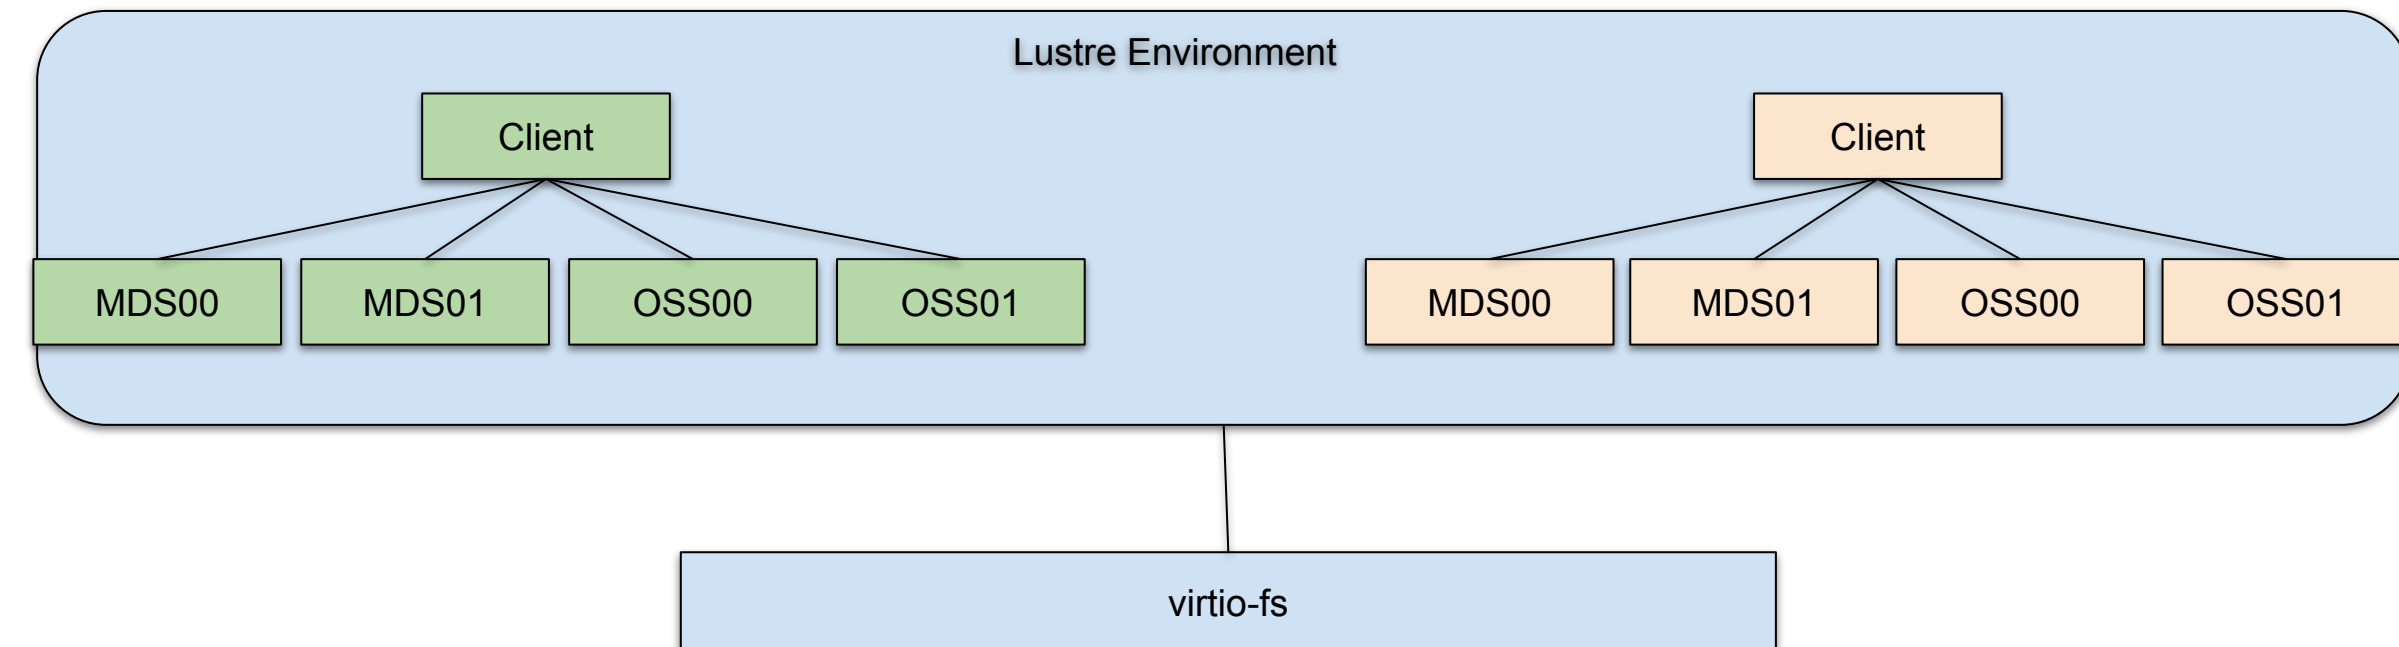 Lustre Environment
Client
Client
MDS00
MDS01
OSS00
OSS01
MDS00
MDS01
OSS00
OSS01
virtio-fs